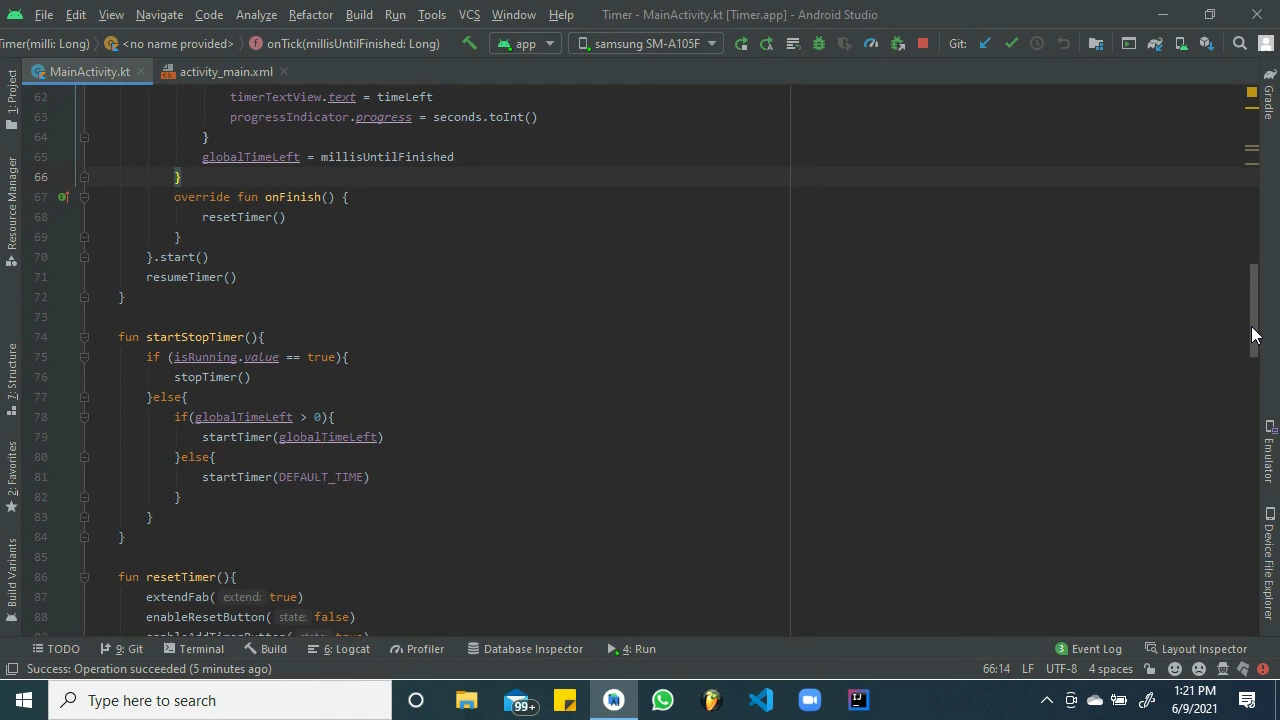 File Edit View Navigate Code Analyze Refactor Build Run Tools VCS Window Help Timer - MainActivity.kt [Timer.app] - Android Studio
Timer(milli: Long) <no name provided> onTick(millisUntilFinished: Long) app samsung SM-A105F Git:
MainActivity.kt activity_main.xml
62 timerTextView.text = timeLeft
63 progressIndicator.progress = seconds.toInt()
64 }
65 globalTimeLeft = millisUntilFinished
66 }
67 override fun onFinish() {
68 resetTimer()
69 }
70 }.start()
71 resumeTimer()
72 }
73
74 fun startStopTimer(){
75 if (isRunning.value == true){
76 stopTimer()
77 }else{
78 if(globalTimeLeft > 0){
79 startTimer(globalTimeLeft)
80 }else{
81 startTimer(DEFAULT_TIME)
82 }
83 }
84 }
85
86 fun resetTimer(){
87 extendFab( extend: true)
88 enableResetButton( state: false)
1: Project
Resource Manager
7: Structure
2: Favorites
Build Variants
Gradle
Emulator
Device File Explorer
TODO 9: Git Terminal Build 6: Logcat Profiler Database Inspector 4: Run 3 Event Log Layout Inspector
Success: Operation succeeded (5 minutes ago) 66:14 LF UTF-8 4 spaces
Type here to search 99+ 1:21 PM
6/9/2021